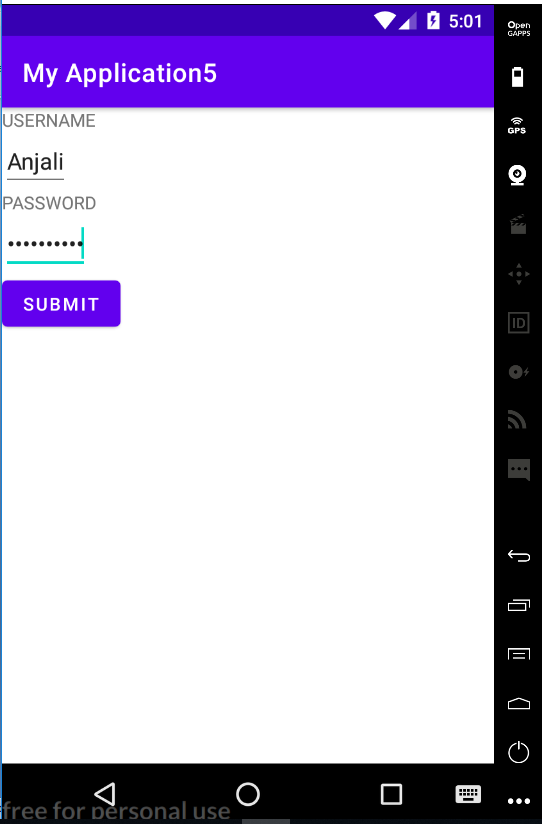 5:01
Open
GAPPS
My Application5
USERNAME
GPS
Anjali
PASSWORD
••••••••••
SUBMIT
ID
free for personal use